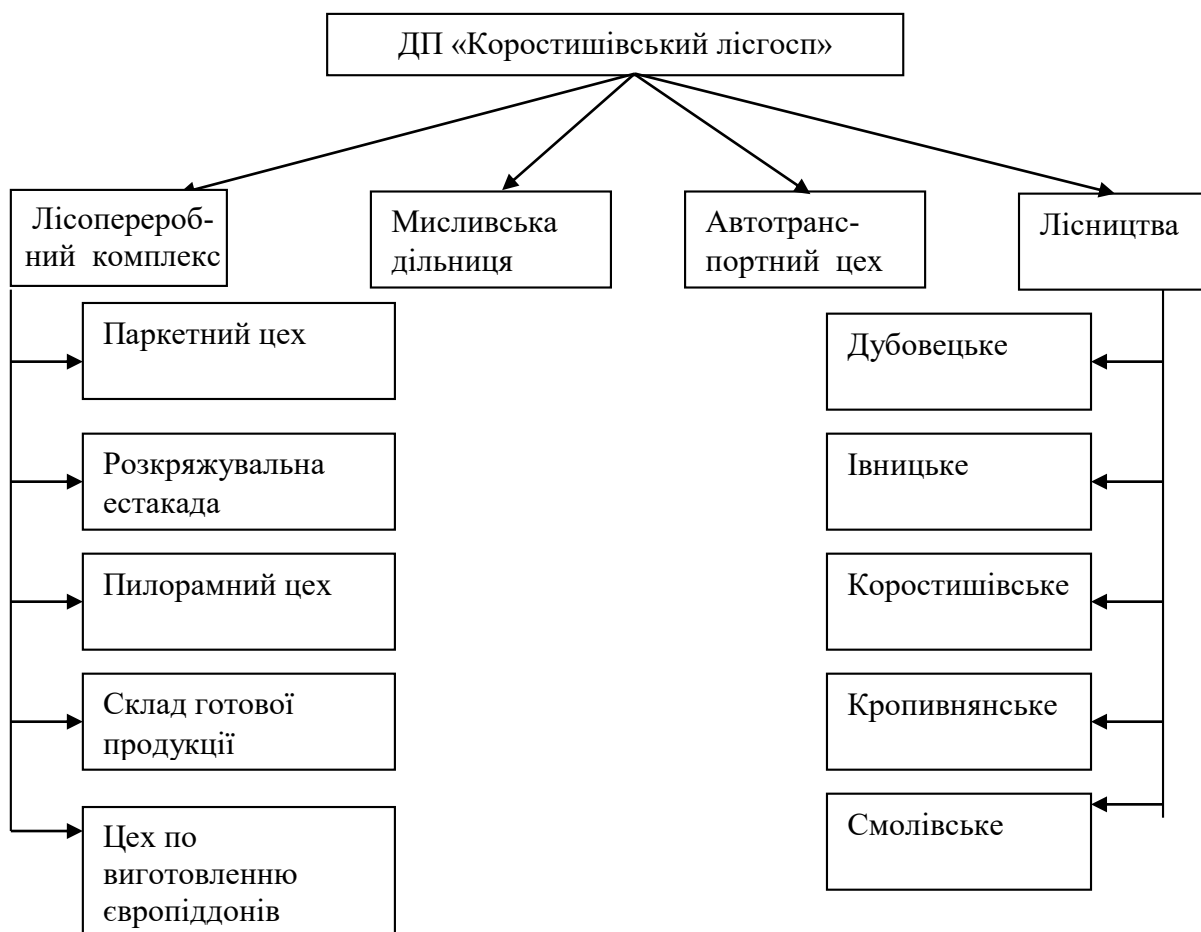 ДП «Коростишівський лісгосп»
Лісоперероб-
ний комплекс
Мисливська
дільниця
Автотранс-
портний цех
Лісництва
Паркетний цех
Розкряжувальна
естакада
Пилорамний цех
Склад готової
продукції
Цех по
виготовленню
європіддонів
Дубовецьке
Івницьке
Коростишівське
Кропивнянське
Смолівське